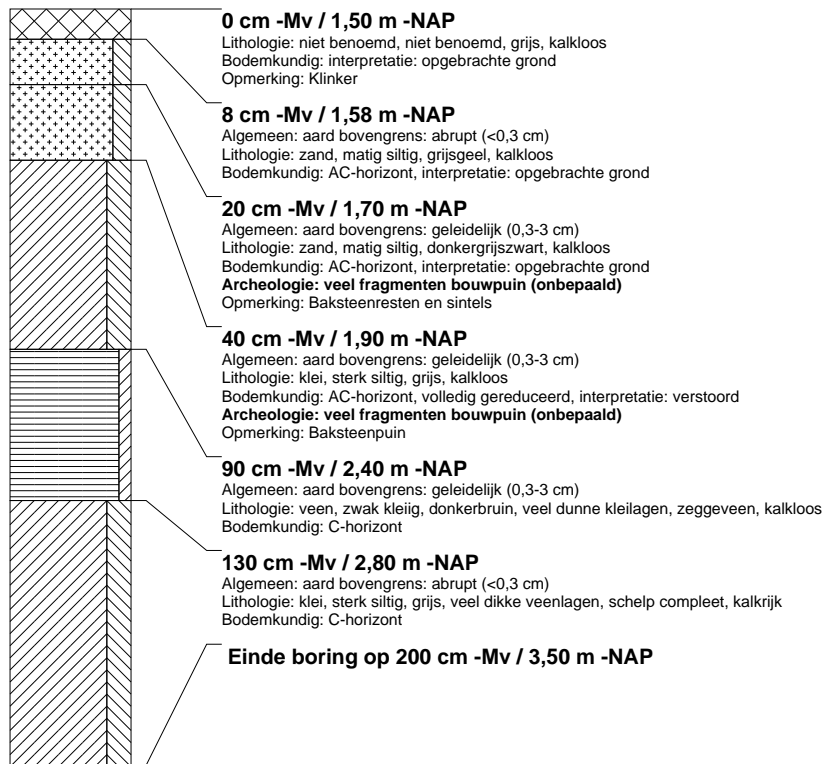 0 cm -Mv / 1,50 m -NAP
Lithologie: niet benoemd, niet benoemd, grijs, kalkloos
Bodemkundig: interpretatie: opgebrachte grond
Opmerking: Klinker
8 cm -Mv / 1,58 m -NAP
Algemeen: aard bovengrens: abrupt (<0,3 cm)
Lithologie: zand, matig siltig, grijsgeel, kalkloos
Bodemkundig: AC-horizont, interpretatie: opgebrachte grond
20 cm -Mv / 1,70 m -NAP
Algemeen: aard bovengrens: geleidelijk (0,3-3 cm)
Lithologie: zand, matig siltig, donkergrijszwart, kalkloos
Bodemkundig: AC-horizont, interpretatie: opgebrachte grond
Archeologie: veel fragmenten bouwpuin (onbepaald)
Opmerking: Baksteenresten en sintels
40 cm -Mv / 1,90 m -NAP
Algemeen: aard bovengrens: geleidelijk (0,3-3 cm)
Lithologie: klei, sterk siltig, grijs, kalkloos
Bodemkundig: AC-horizont, volledig gereduceerd, interpretatie: verstoord
Archeologie: veel fragmenten bouwpuin (onbepaald)
Opmerking: Baksteenpuin
90 cm -Mv / 2,40 m -NAP
Algemeen: aard bovengrens: geleidelijk (0,3-3 cm)
Lithologie: veen, zwak kleiig, donkerbruin, veel dunne kleilagen, zeggeveen, kalkloos
Bodemkundig: C-horizont
130 cm -Mv / 2,80 m -NAP
Algemeen: aard bovengrens: abrupt (<0,3 cm)
Lithologie: klei, sterk siltig, grijs, veel dikke veenlagen, schelp compleet, kalkrijk
Bodemkundig: C-horizont
Einde boring op 200 cm -Mv / 3,50 m -NAP